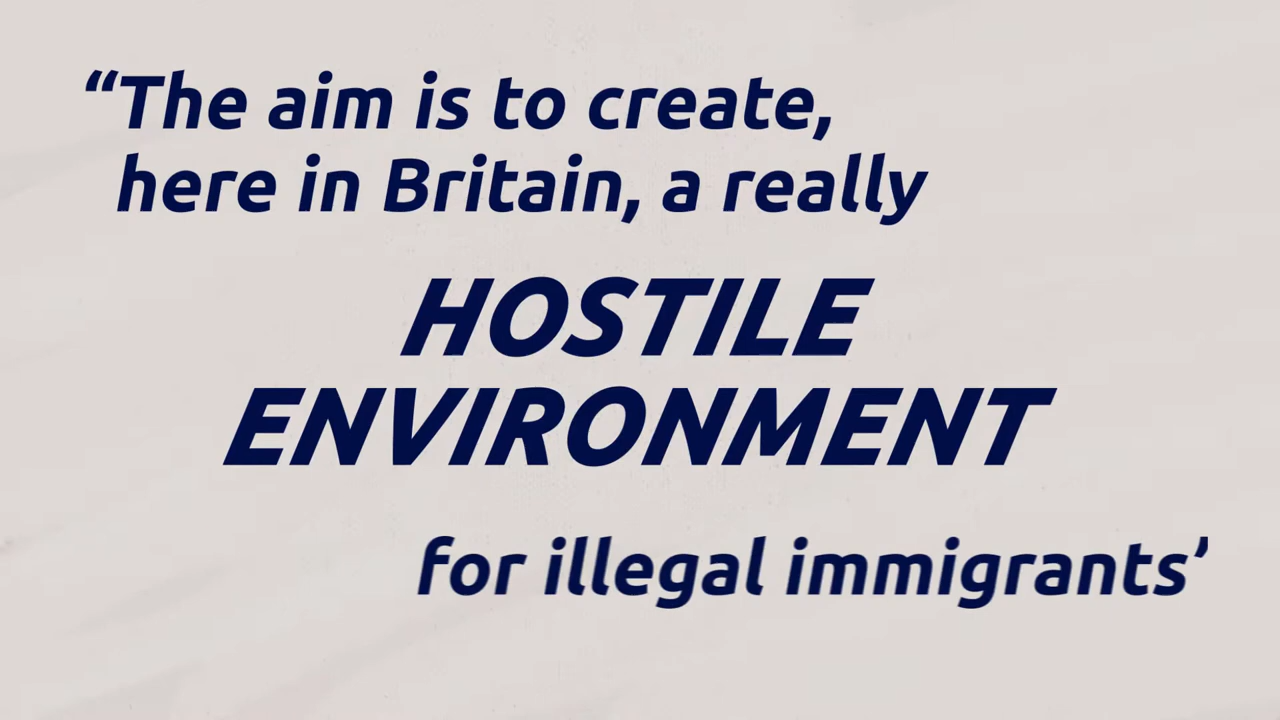 “The aim is to create,
here in Britain, a really
HOSTILE
ENVIRONMENT
for illegal immigrants’